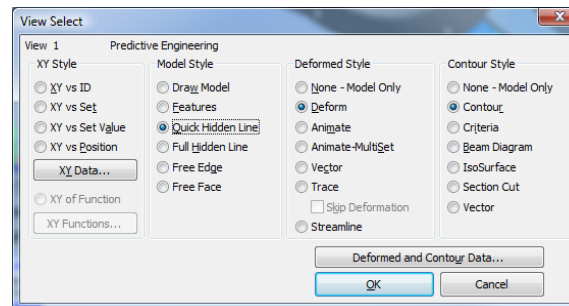 View Select
View 1 Predictive Engineering
XY Style
XY vs ID
XY vs Set
XY vs Set Value
XY vs Position
XY Data...
XY of Function
XY Functions...
Model Style
Draw Model
Features
Quick Hidden Line
Full Hidden Line
Free Edge
Free Face
Deformed Style
None - Model Only
Deform
Animate
Animate-MultiSet
Vector
Trace
Skip Deformation
Streamline
Contour Style
None - Model Only
Contour
Criteria
Beam Diagram
IsoSurface
Section Cut
Vector
Deformed and Contour Data...
OK
Cancel